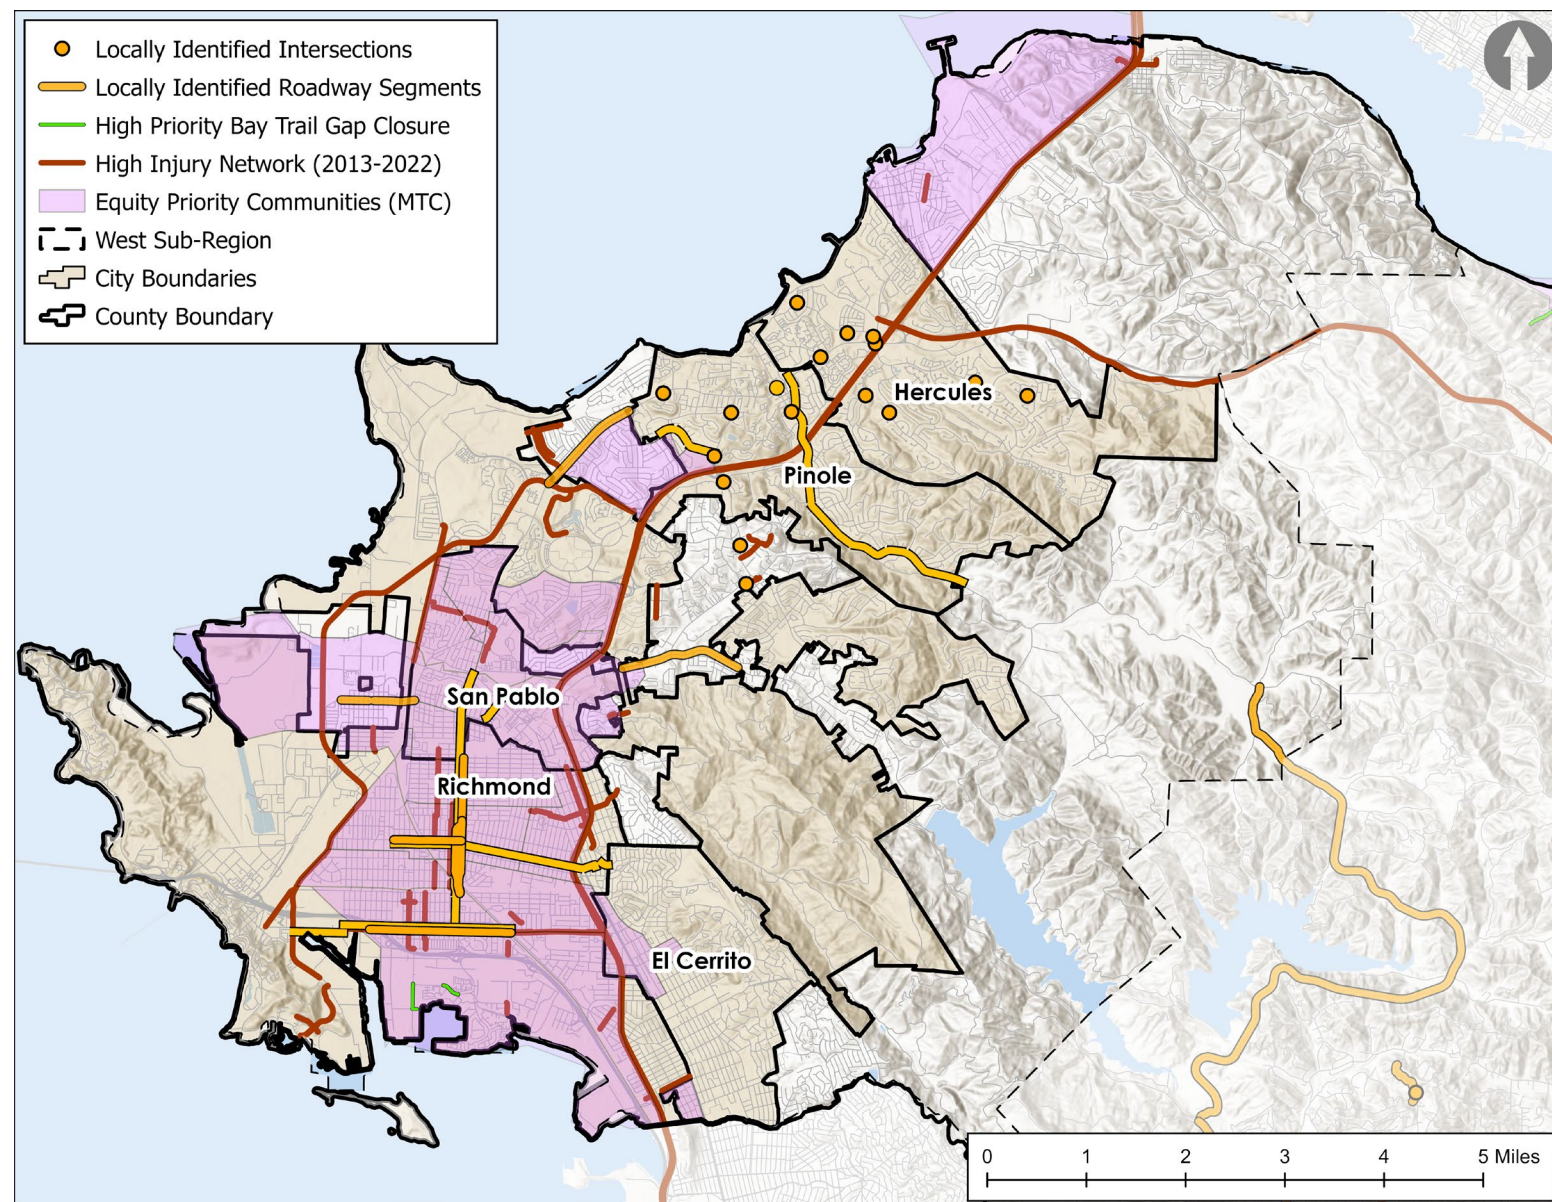 Locally Identified Intersections
Locally Identified Roadway Segments
High Priority Bay Trail Gap Closure
High Injury Network (2013-2022)
Equity Priority Communities (MTC)
West Sub-Region
City Boundaries
County Boundary
Hercules
Pinole
San Pablo
Richmond
El Cerrito
0 1 2 3 4 5 Miles